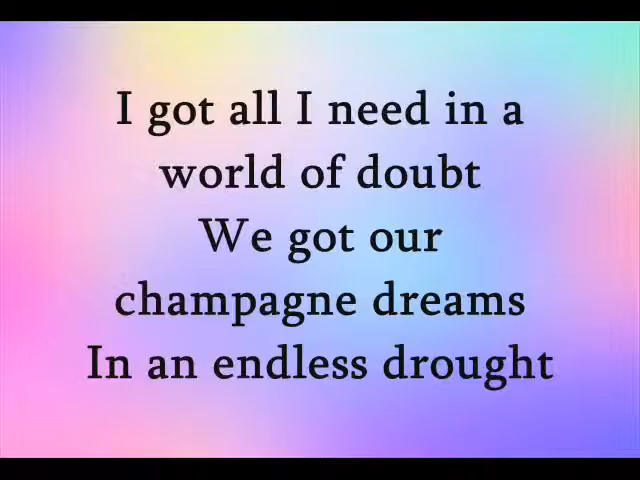 I got all I need in a
world of doubt
We got our
champagne dreams
In an endless drought